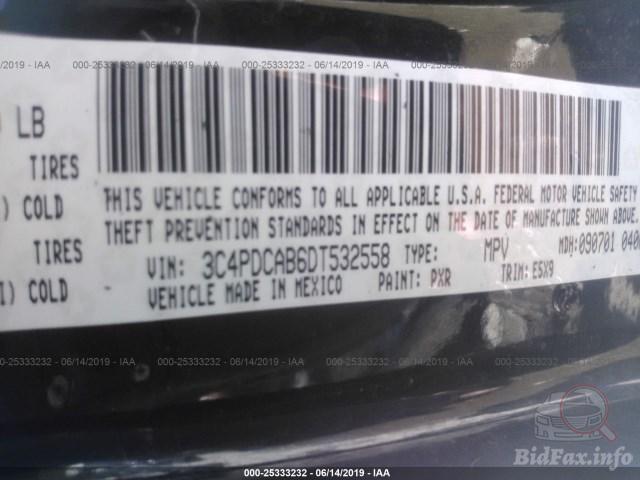 000-25333232 - 06/14/2019 - IAA
LB
TIRES
) COLD
TIRES
) COLD
THIS VEHICLE CONFORMS TO ALL APPLICABLE U.S.A. FEDERAL MOTOR VEHICLE SAFETY
THEFT PREVENTION STANDARDS IN EFFECT ON THE DATE OF MANUFACTURE SHOWN ABOVE.
VIN: 3C4PDCAB6DT532558 TYPE: MPV MDH:090701 040
VEHICLE MADE IN MEXICO PAINT: PXR TRIM: E5X9
000-25333232 - 06/14/2019 - IAA
000-25333232 - 06/14/2019 - IAA
BidFax.info